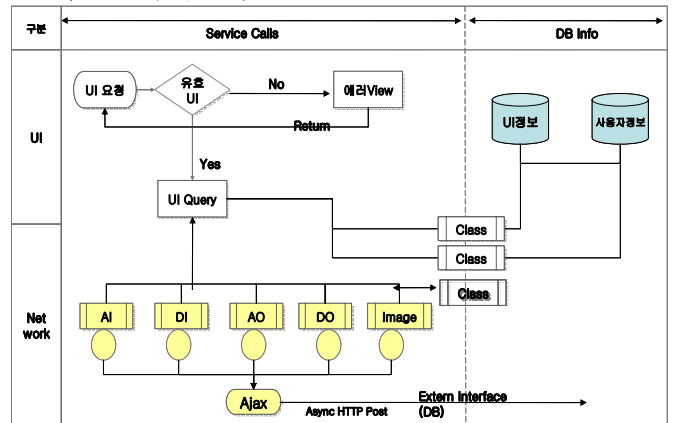 구분
Service Calls
DB Info
UI
UI 요청
유효
UI
No
에러View
Return
Yes
UI Query
UI정보
사용자정보
Class
Class
Class
Net
work
AI
DI
AO
DO
Image
Ajax
Async HTTP Post
Extern Interface
(DB)